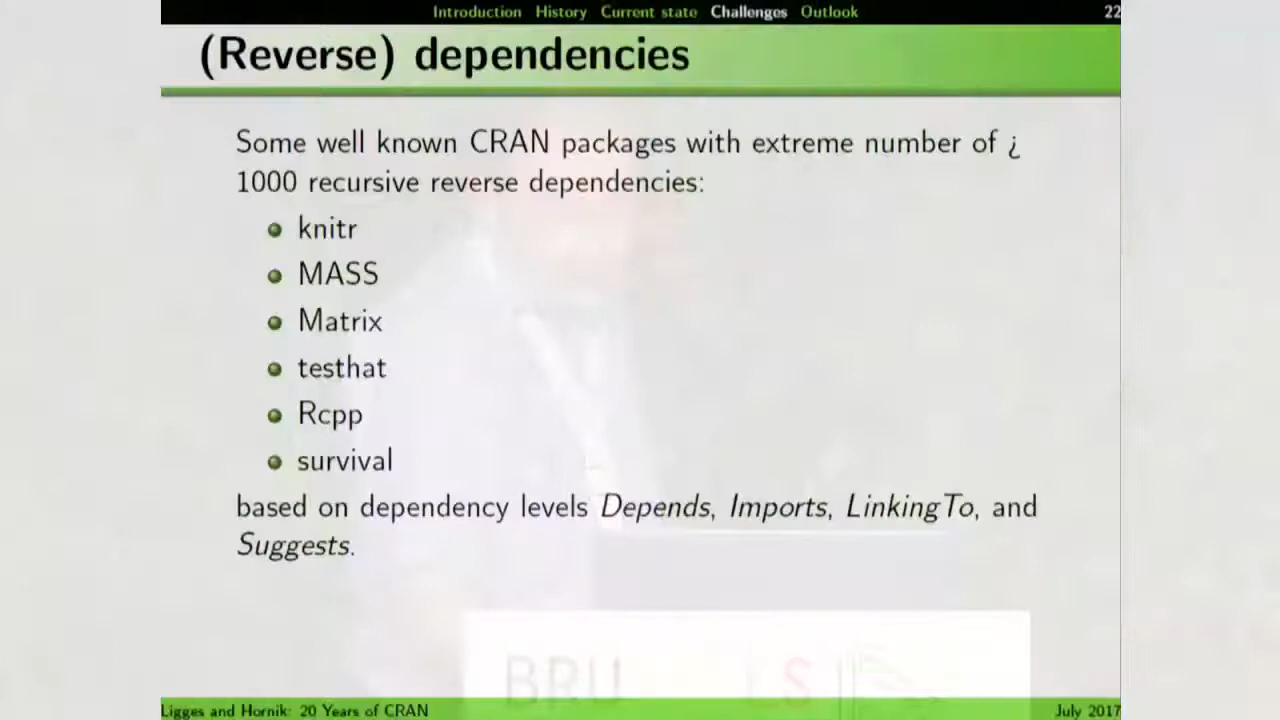 Introduction History Current state Challenges Outlook 22
(Reverse) dependencies
Some well known CRAN packages with extreme number of ¿
1000 recursive reverse dependencies:
knitr
MASS
Matrix
testhat
Rcpp
survival
based on dependency levels Depends, Imports, LinkingTo, and
Suggests.
BRU LS
Ligges and Hornik: 20 Years of CRAN July 2017